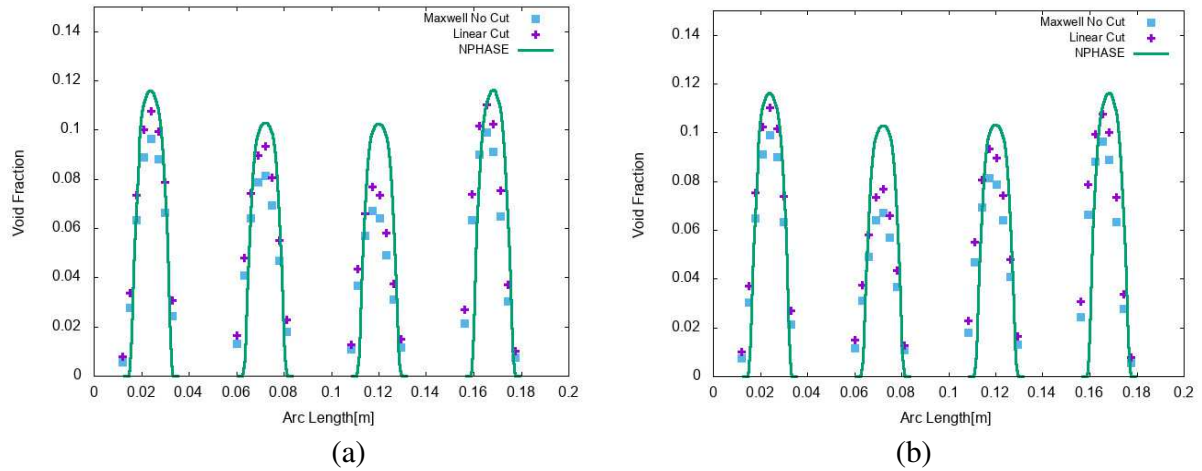 Maxwell No Cut
Linear Cut
NPHASE
0.14
0.12
0.1
0.08
0.06
0.04
0.02
0
Void Fraction
0 0.02 0.04 0.06 0.08 0.1 0.12 0.14 0.16 0.18 0.2
Arc Length[m]
(a)
Maxwell No Cut
Linear Cut
NPHASE
0.14
0.12
0.1
0.08
0.06
0.04
0.02
0
Void Fraction
0 0.02 0.04 0.06 0.08 0.1 0.12 0.14 0.16 0.18 0.2
Arc Length[m]
(b)